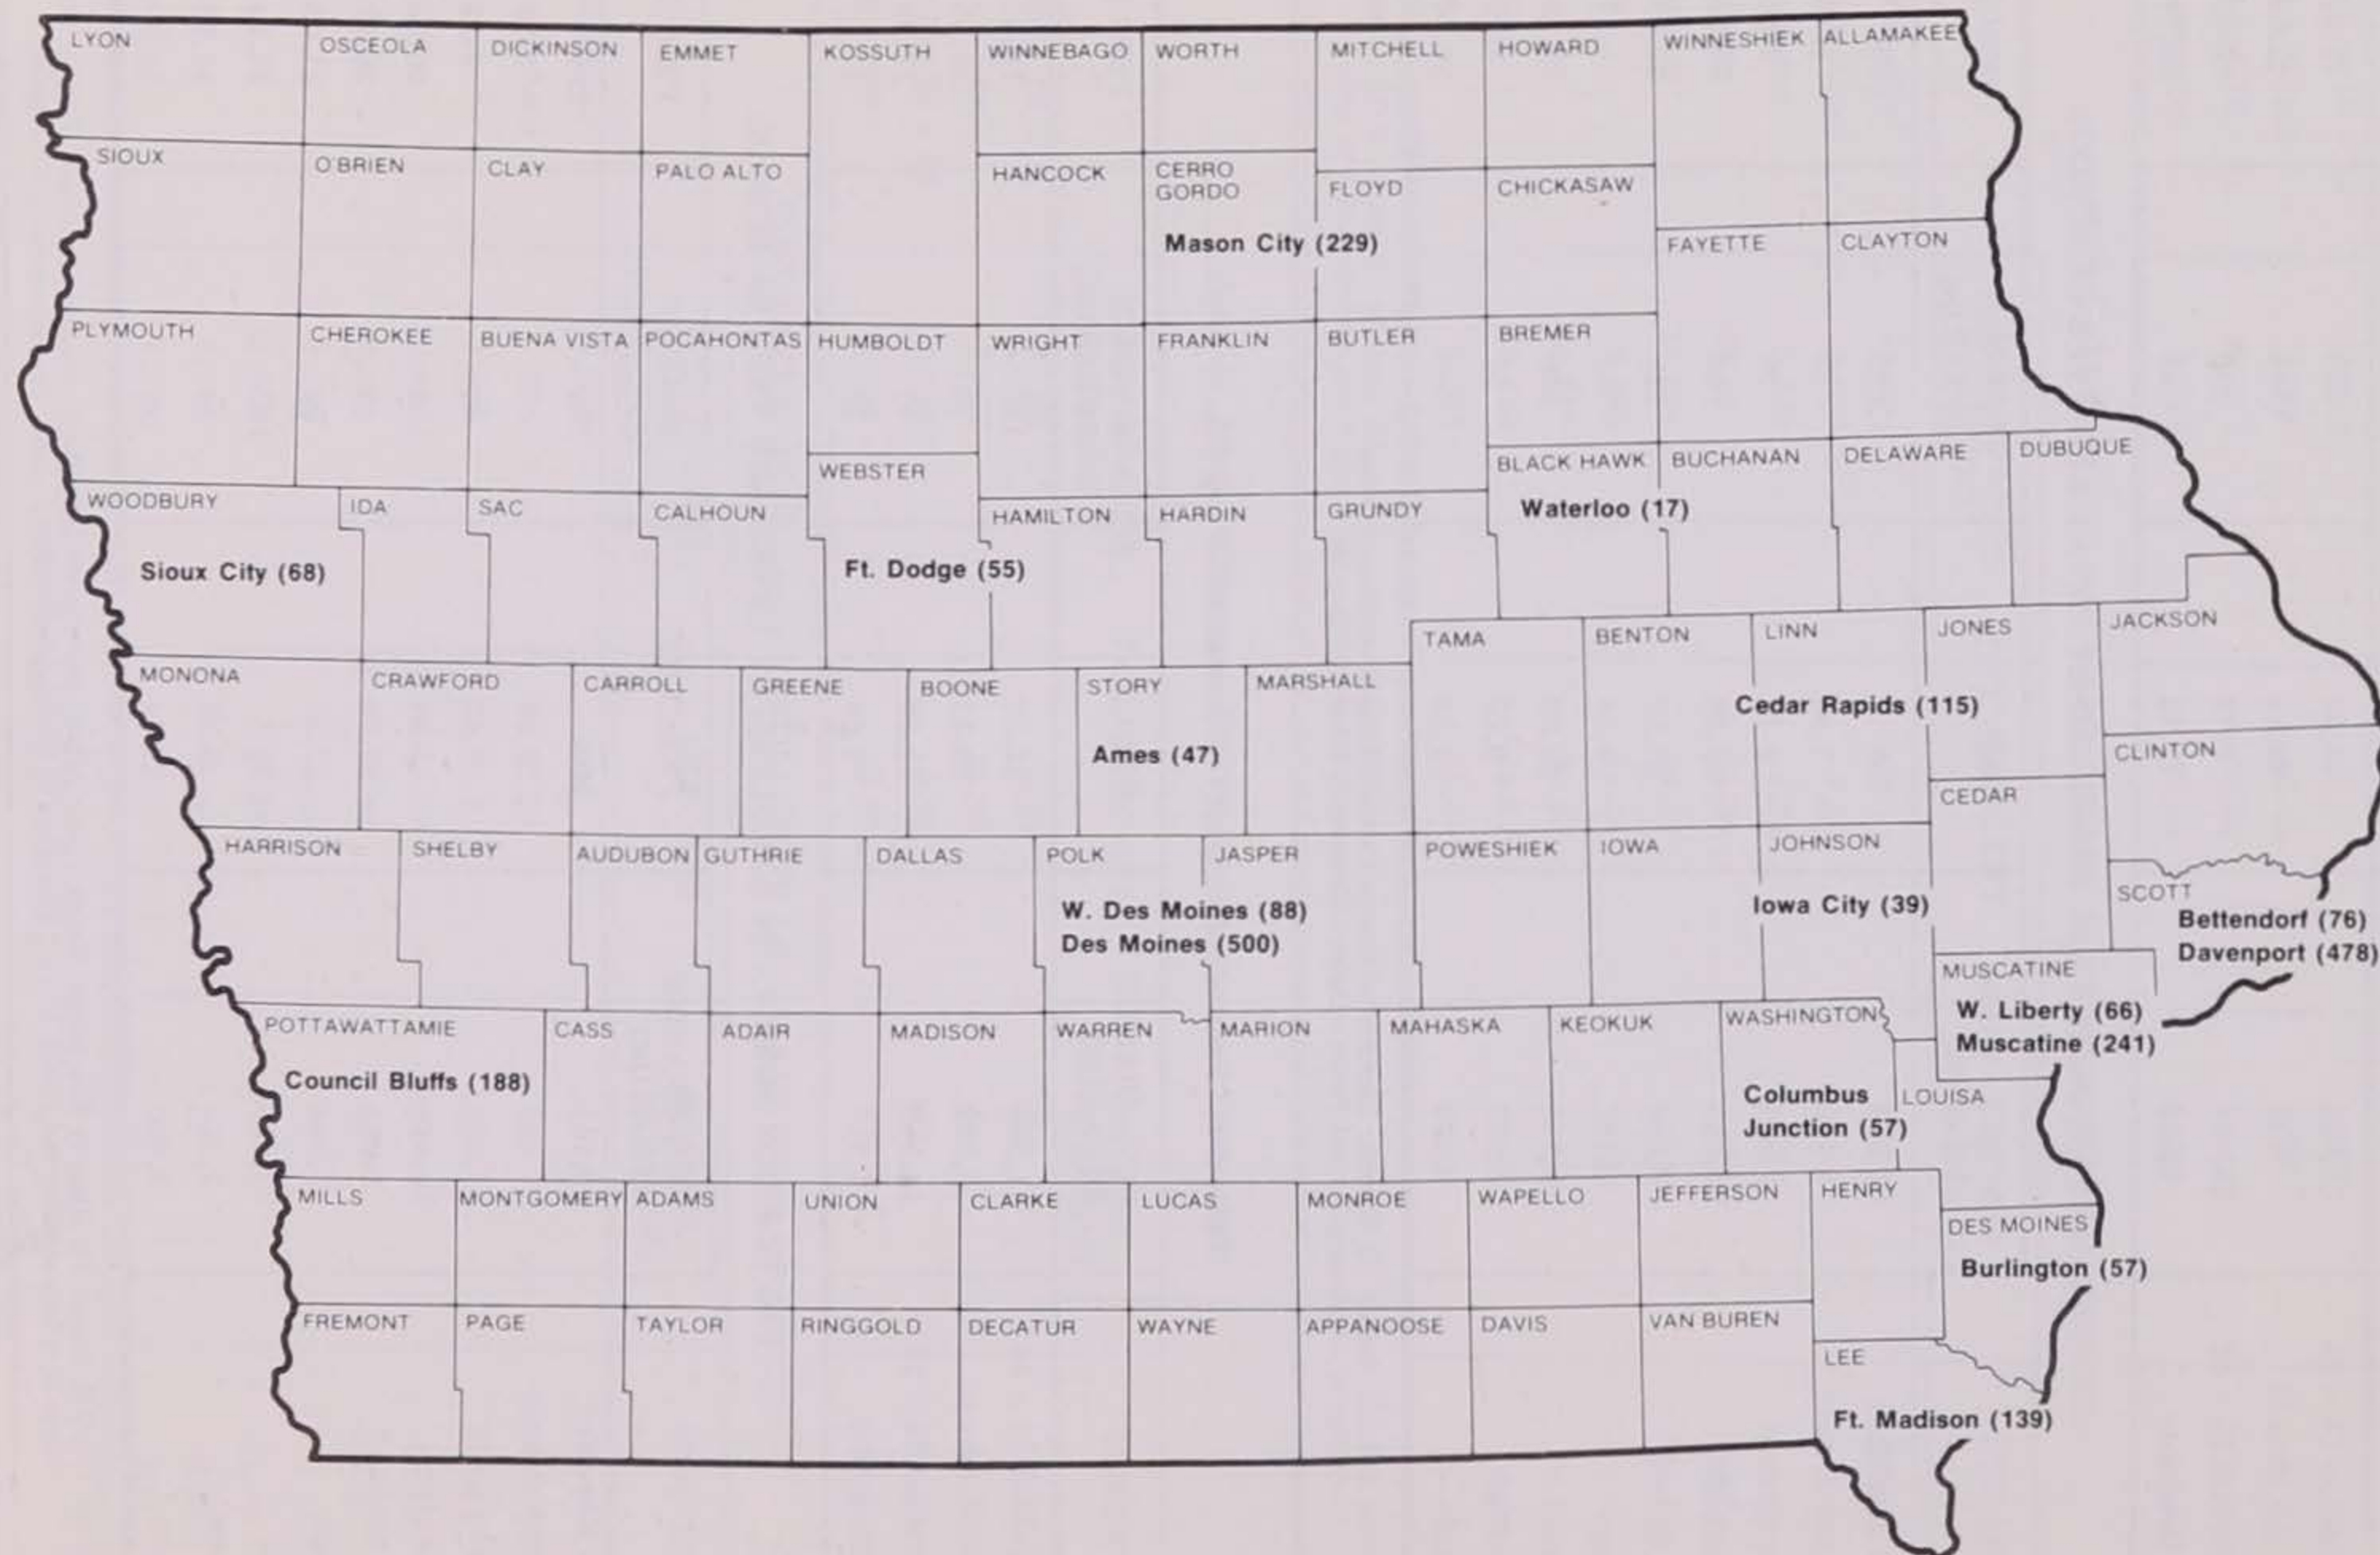 LYON
OSCEOLA
DICKINSON
EMMET
KOSSUTH
WINNEBAGO
WORTH
MITCHELL
HOWARD
WINNESHIEK
ALLAMAKEE
SIOUX
O'BRIEN
CLAY
PALO ALTO
HANCOCK
CERRO
GORDO
FLOYD
CHICKASAW
Mason City (229)
FAYETTE
CLAYTON
PLYMOUTH
CHEROKEE
BUENA VISTA
POCAHONTAS
HUMBOLDT
WRIGHT
FRANKLIN
BUTLER
BREMER
WEBSTER
BLACK HAWK
BUCHANAN
DELAWARE
DUBUQUE
WOODBURY
IDA
SAC
CALHOUN
HAMILTON
HARDIN
GRUNDY
Waterloo (17)
Sioux City (68)
Ft. Dodge (55)
TAMA
BENTON
LINN
JONES
JACKSON
MONONA
CRAWFORD
CARROLL
GREENE
BOONE
STORY
MARSHALL
Cedar Rapids (115)
Ames (47)
CLINTON
CEDAR
HARRISON
SHELBY
AUDUBON
GUTHRIE
DALLAS
POLK
JASPER
POWESHIEK
IOWA
JOHNSON
SCOTT
W. Des Moines (88)
Des Moines (500)
Iowa City (39)
Bettendorf (76)
Davenport (478)
MUSCATINE
W. Liberty (66)
Muscatine (241)
POTTAWATTAMIE
CASS
ADAIR
MADISON
WARREN
MARION
MAHASKA
KEOKUK
WASHINGTON
Council Bluffs (188)
Columbus
Junction (57)
LOUISA
MILLS
MONTGOMERY
ADAMS
UNION
CLARKE
LUCAS
MONROE
WAPELLO
JEFFERSON
HENRY
DES MOINES
Burlington (57)
FREMONT
PAGE
TAYLOR
RINGGOLD
DECATUR
WAYNE
APPANOOSE
DAVIS
VAN BUREN
LEE
Ft. Madison (139)